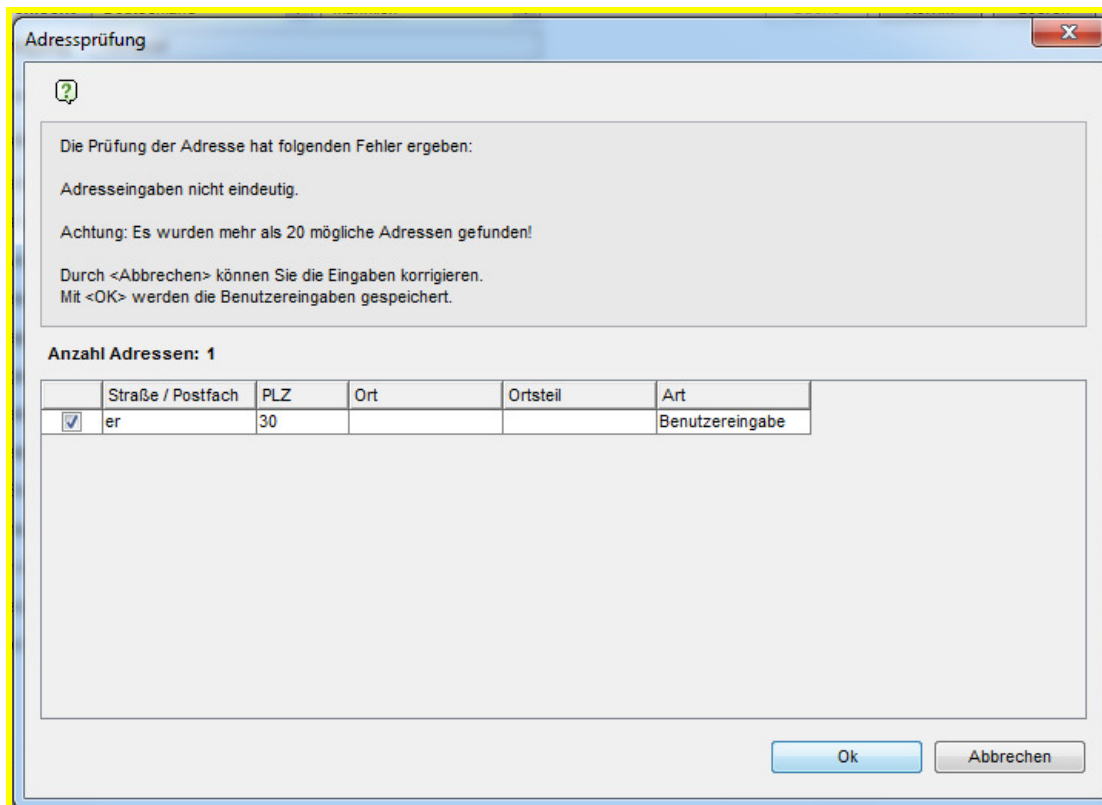 Adressprüfung
Die Prüfung der Adresse hat folgenden Fehler ergeben:
Adresseingaben nicht eindeutig.
Achtung: Es wurden mehr als 20 mögliche Adressen gefunden!
Durch <Abbrechen> können Sie die Eingaben korrigieren.
Mit <OK> werden die Benutzereingaben gespeichert.
Anzahl Adressen: 1
Straße / Postfach PLZ Ort Ortsteil Art
er 30 Benutzereingabe
Ok Abbrechen